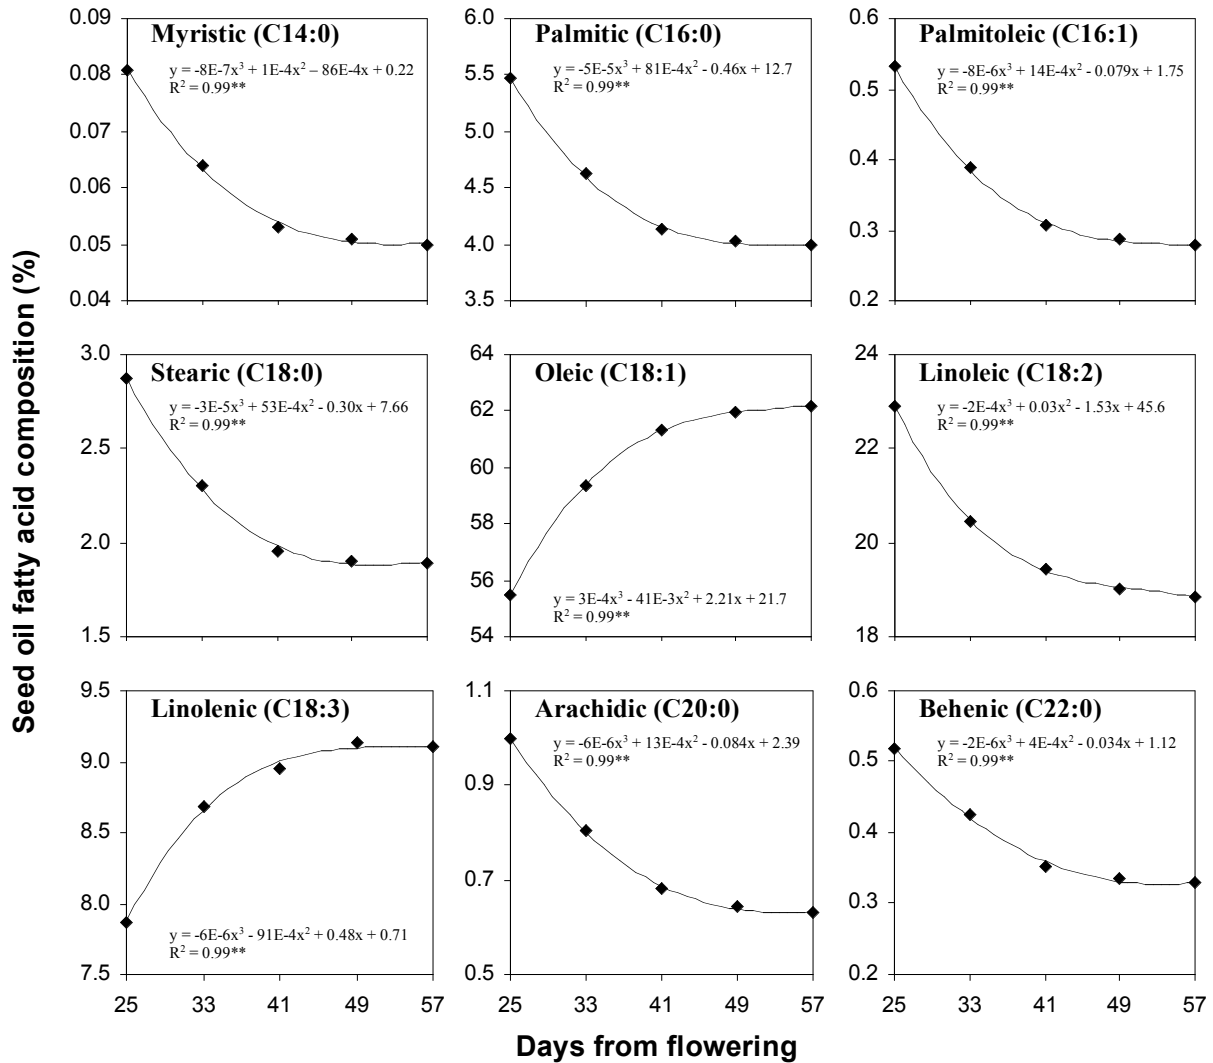 Seed oil fatty acid composition (%)
Myristic (C14:0)
y = -8E-7x³ + 1E-4x² – 86E-4x + 0.22
R² = 0.99**
0.09
0.08
0.07
0.06
0.05
0.04
Palmitic (C16:0)
y = -5E-5x³ + 81E-4x² - 0.46x + 12.7
R² = 0.99**
6.0
5.5
5.0
4.5
4.0
3.5
Palmitoleic (C16:1)
y = -8E-6x³ + 14E-4x² - 0.079x + 1.75
R² = 0.99**
0.6
0.5
0.4
0.3
0.2
Stearic (C18:0)
y = -3E-5x³ + 53E-4x² - 0.30x + 7.66
R² = 0.99**
3.0
2.5
2.0
1.5
Oleic (C18:1)
64
62
60
58
56
54
y = 3E-4x³ - 41E-3x² + 2.21x + 21.7
R² = 0.99**
Linoleic (C18:2)
y = -2E-4x³ + 0.03x² - 1.53x + 45.6
R² = 0.99**
24
22
20
18
Linolenic (C18:3)
9.5
9.0
8.5
8.0
7.5
y = -6E-6x³ - 91E-4x² + 0.48x + 0.71
R² = 0.99**
25 33 41 49 57
Arachidic (C20:0)
y = -6E-6x³ + 13E-4x² - 0.084x + 2.39
R² = 0.99**
1.1
0.9
0.7
0.5
25 33 41 49 57
Behenic (C22:0)
y = -2E-6x³ + 4E-4x² - 0.034x + 1.12
R² = 0.99**
0.6
0.5
0.4
0.3
0.2
25 33 41 49 57
Days from flowering